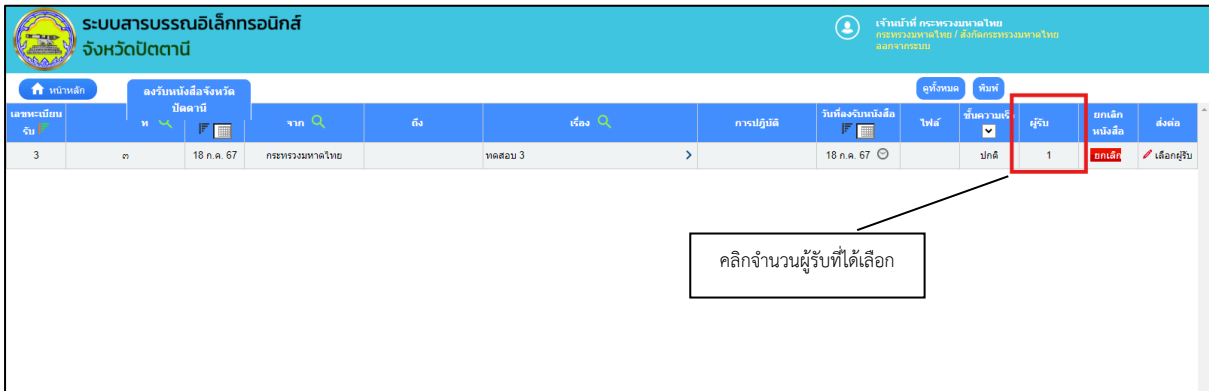 ระบบสารบรรณอิเล็กทรอนิกส์
จังหวัดปัตตานี
เจ้าหน้าที่ กระทรวงมหาดไทย
กระทรวงมหาดไทย / สังกัดกระทรวงมหาดไทย
ออกจากระบบ
หน้าหลัก
ลงรับหนังสือจังหวัด
ปัตตานี
ดูทั้งหมด
พิมพ์
เลขทะเบียน
รับ
ท
จาก
ถึง
เรื่อง
การปฏิบัติ
วันที่ลงรับหนังสือ
ไฟล์
ชั้นความเร็ว
ผู้รับ
ยกเลิก
หนังสือ
ส่งต่อ
3 ๓ 18 ก.ค. 67 กระทรวงมหาดไทย ทดสอบ 3 18 ก.ค. 67 ปกติ 1 ยกเลิก เลือกผู้รับ
คลิกจำนวนผู้รับที่ได้เลือก